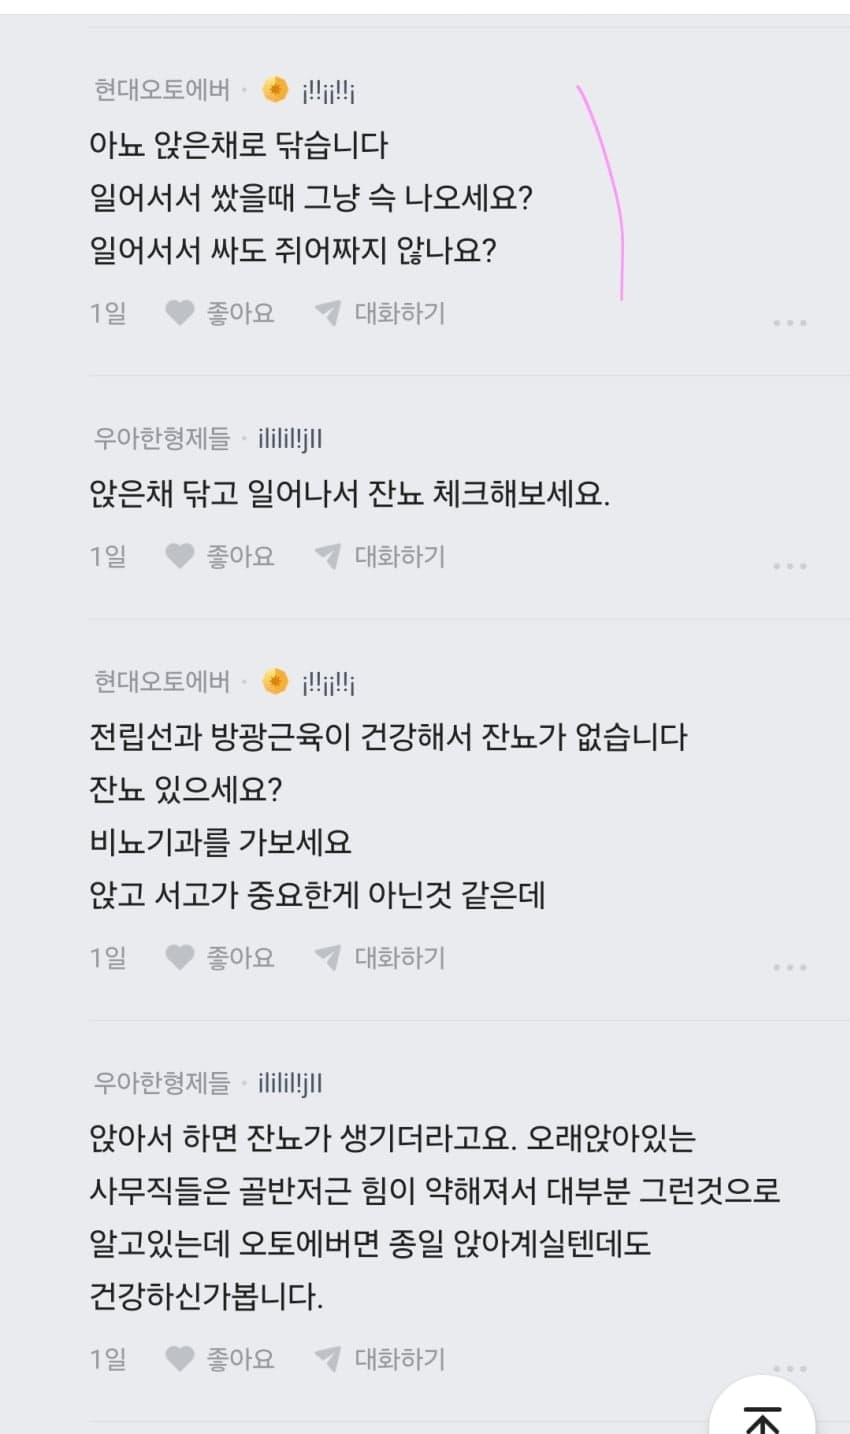 현대오토에버 · ¡!!¡¡!!¡
아뇨 앉은채로 닦습니다
일어서서 쌌을때 그냥 슥 나오세요?
일어서서 싸도 쥐어짜지 않나요?
1일 좋아요 대화하기
우아한형제들 · ililil!jlI
앉은채 닦고 일어나서 잔뇨 체크해보세요.
1일 좋아요 대화하기
현대오토에버 · ¡!!¡¡!!¡
전립선과 방광근육이 건강해서 잔뇨가 없습니다
잔뇨 있으세요?
비뇨기과를 가보세요
앉고 서고가 중요한게 아닌것 같은데
1일 좋아요 대화하기
우아한형제들 · ililil!jlI
앉아서 하면 잔뇨가 생기더라고요. 오래앉아있는
사무직들은 골반저근 힘이 약해져서 대부분 그런것으로
알고있는데 오토에버면 종일 앉아계실텐데도
건강하신가봅니다.
1일 좋아요 대화하기